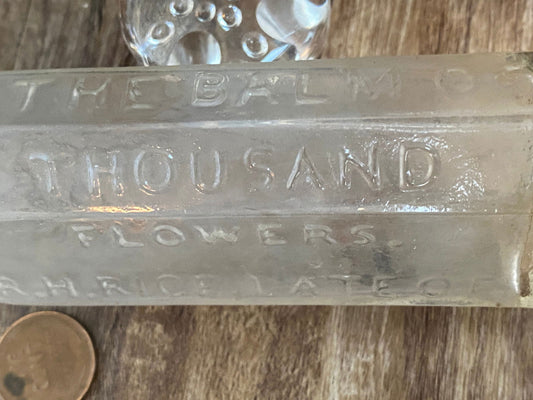 THE BALM O
THOUSAND
FLOWERS.
R.H.RICE LATE OF